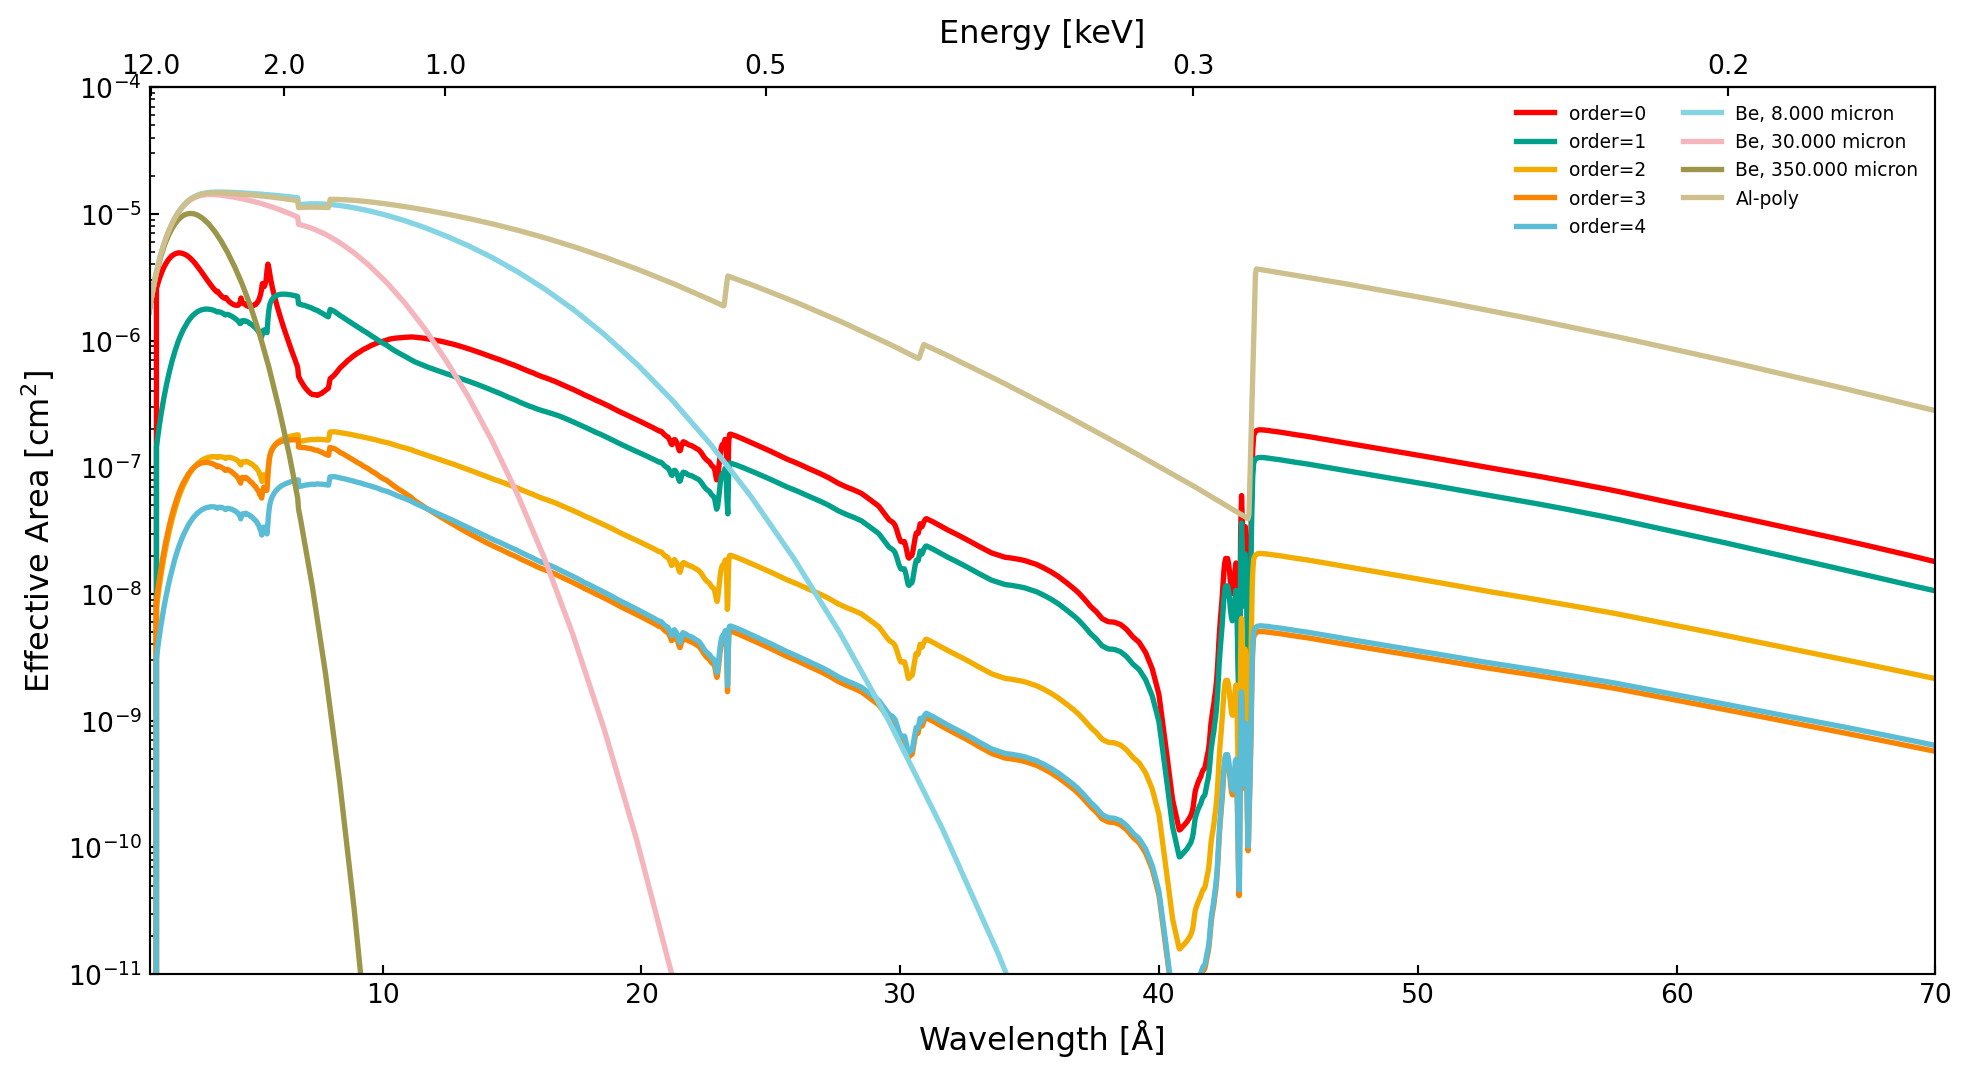 Energy [keV]
12.0 2.0 1.0 0.5 0.3 0.2
10⁻⁴
10⁻⁵
10⁻⁶
10⁻⁷
10⁻⁸
10⁻⁹
10⁻¹⁰
10⁻¹¹
Effective Area [cm²]
order=0
order=1
order=2
order=3
order=4
Be, 8.000 micron
Be, 30.000 micron
Be, 350.000 micron
Al-poly
10 20 30 40 50 60 70
Wavelength [Å]